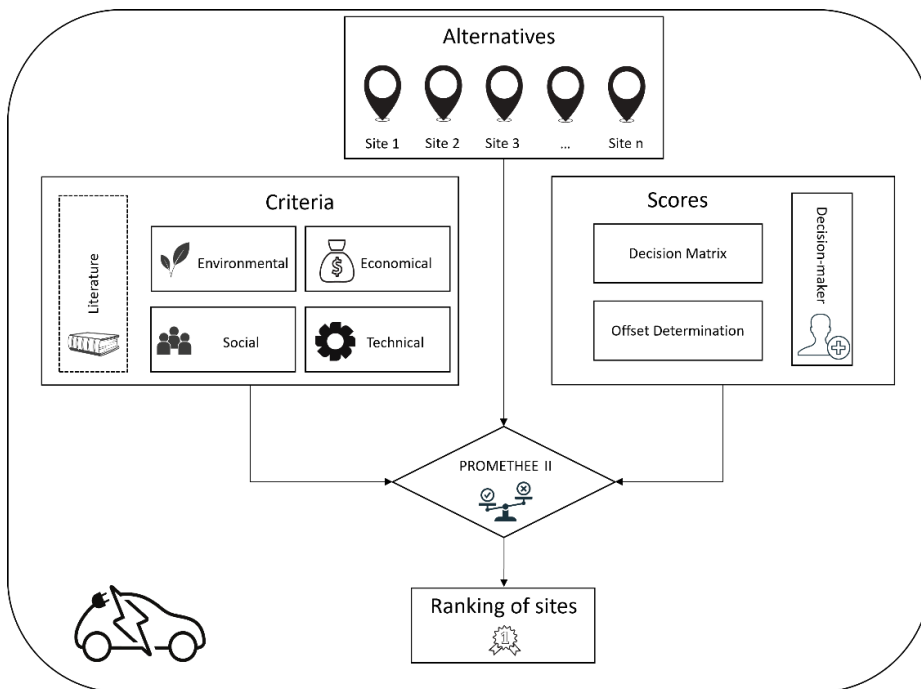 Alternatives
Site 1 Site 2 Site 3 ... Site n
Criteria
Literature
Environmental
$
Economical
Social
Technical
Scores
Decision Matrix
Offset Determination
Decision-maker
PROMETHEE II
Ranking of sites
1